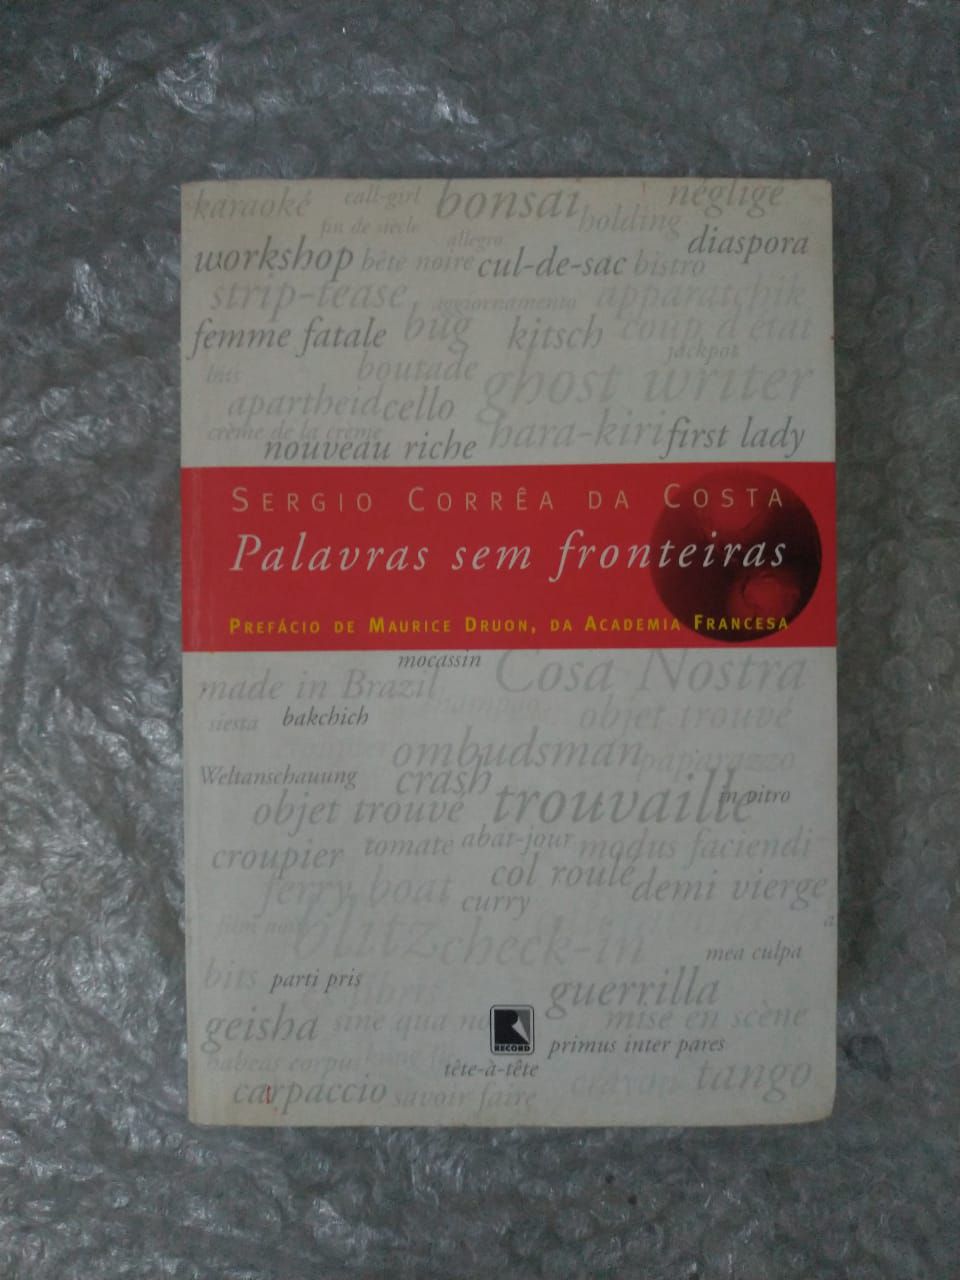 karaokê call-girl bonsai néglige
fin de siècle holding
allegro diaspora
workshop bête noire cul-de-sac bistro
strip-tease aggiornamento apparatchik
femme fatale bug kitsch coup d'état
jackpot
bits boutade ghost writer
apartheid cello
crème de la crème hara-kiri first lady
nouveau riche
SERGIO CORRÊA DA COSTA
Palavras sem fronteiras
PREFÁCIO DE MAURICE DRUON, DA ACADEMIA FRANCESA
mocassin Cosa Nostra
made in Brazil
siesta bakchich objet trouvé
ombudsman paparazzo
Weltanschauung crash
objet trouvé trouvaille in vitro
croupier tomate abat-jour modus faciendi
ferry boat col roulé demi vierge
curry
blitz check-in
mea culpa
bits parti pris guerrilla
geisha sine qua no mise en scène
RECORD
primus inter pares
habeas corpus tête-à-tête
crayon tango
carpaccio savoir faire